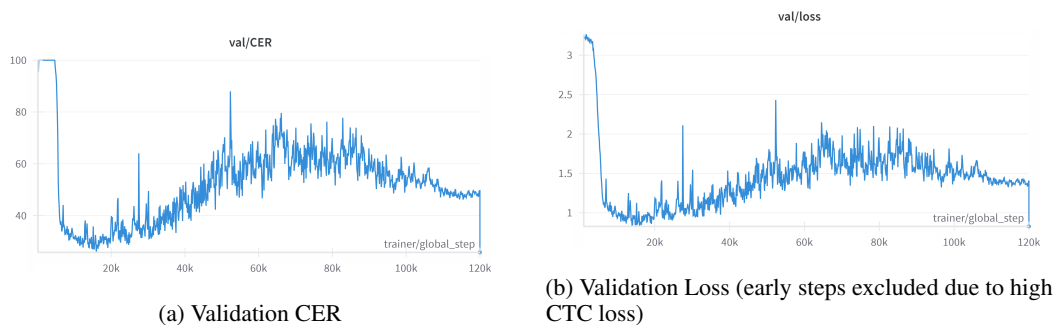 val/CER
100
80
60
40
trainer/global_step
20k 40k 60k 80k 100k 120k
(a) Validation CER
val/loss
3
2.5
2
1.5
1
trainer/global_step
20k 40k 60k 80k 100k 120k
(b) Validation Loss (early steps excluded due to high
CTC loss)